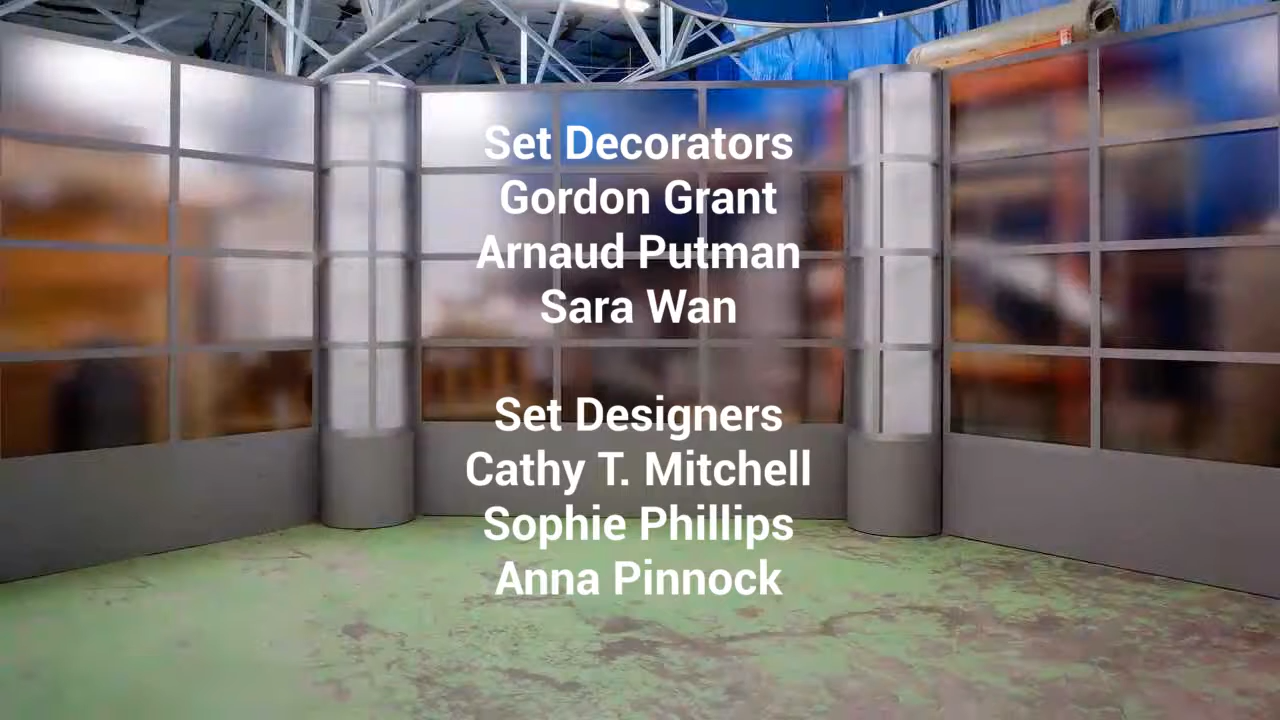 Set Decorators
Gordon Grant
Arnaud Putman
Sara Wan
Set Designers
Cathy T. Mitchell
Sophie Phillips
Anna Pinnock